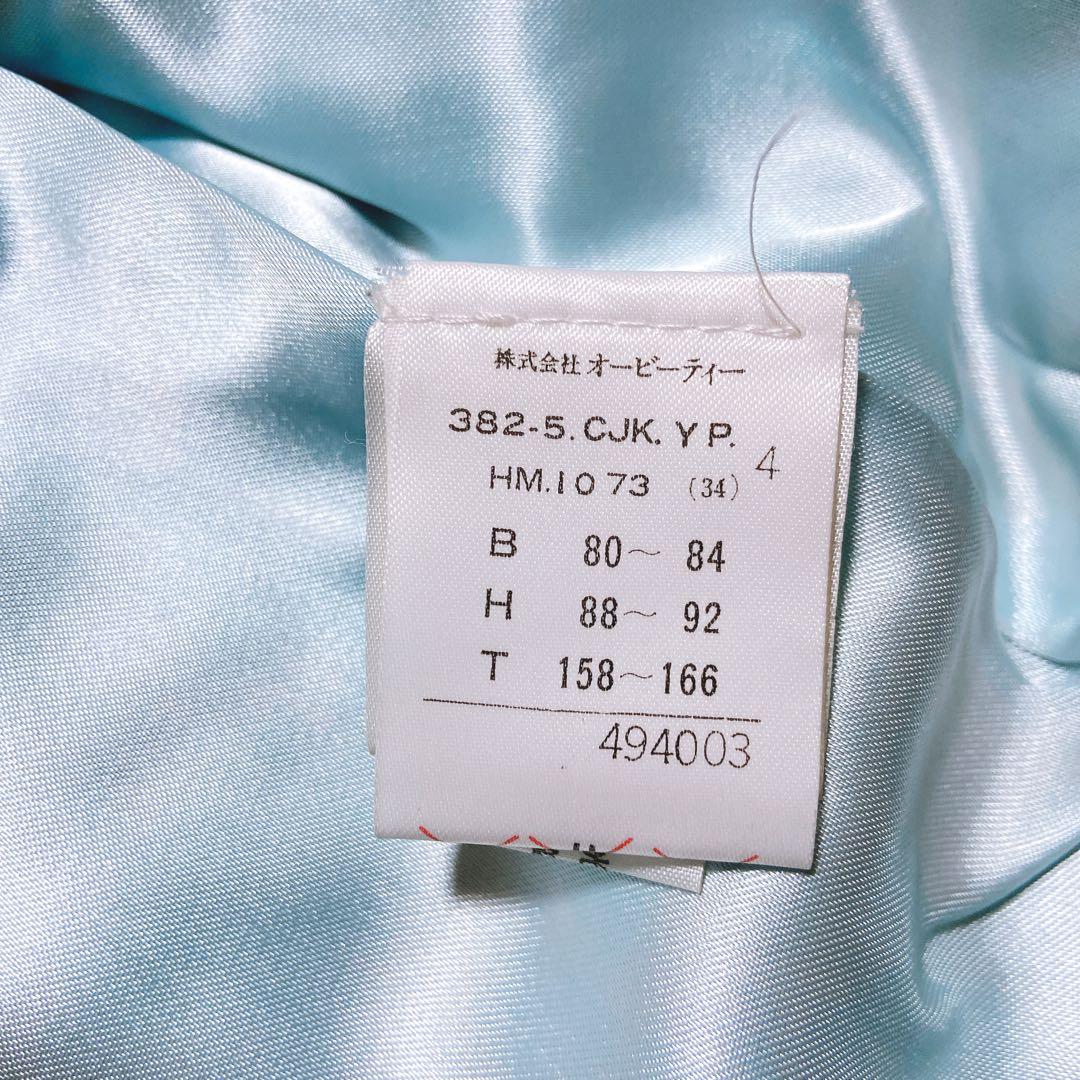 株式会社 オービーティー
382-5.CJK. Y P. 4
HM.10 73 (34)
B 80～ 84
H 88～ 92
T 158～166
494003